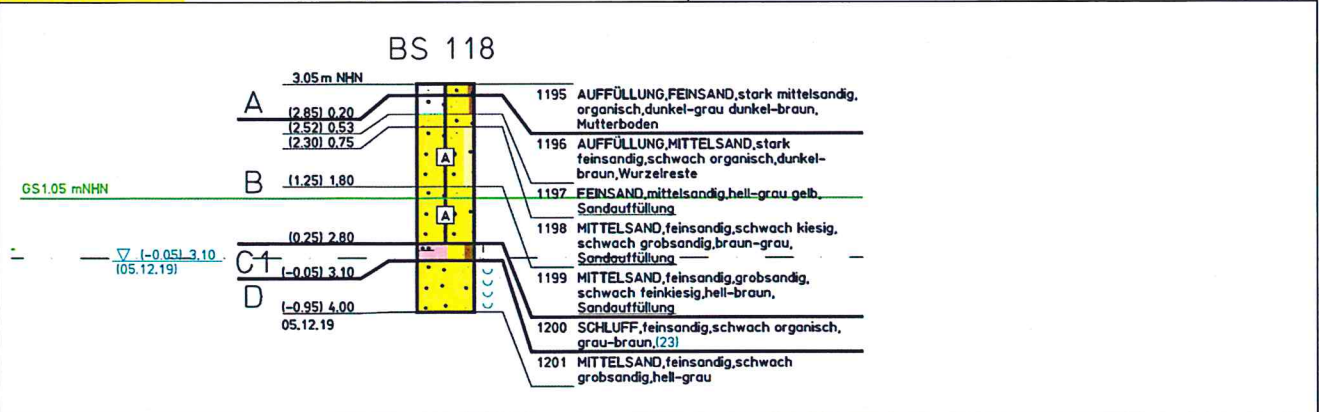 BS 118
3.05 m NHN
A
(2.85) 0,20
(2.52) 0,53
(2.30) 0,75
B
(1.25) 1,80
GS1.05 mNHN
(0.25) 2,80
▽ (-0.05) 3,10
(05.12.19)
C1
(-0.05) 3,10
D
(-0.95) 4,00
05.12.19
A
A
1195 AUFFÜLLUNG,FEINSAND,stark mittelsandig,
organisch,dunkel-grau dunkel-braun,
Mutterboden
1196 AUFFÜLLUNG,MITTELSAND,stark
feinsandig,schwach organisch,dunkel-
braun,Wurzelreste
1197 FEINSAND,mittelsandig,hell-grau gelb,
Sandauffüllung
1198 MITTELSAND,feinsandig,schwach kiesig,
schwach grobsandig,braun-grau,
Sandauffüllung
1199 MITTELSAND,feinsandig,grobsandig,
schwach feinkiesig,hell-braun,
Sandauffüllung
1200 SCHLUFF,feinsandig,schwach organisch,
grau-braun,(23)
1201 MITTELSAND,feinsandig,schwach
grobsandig,hell-grau